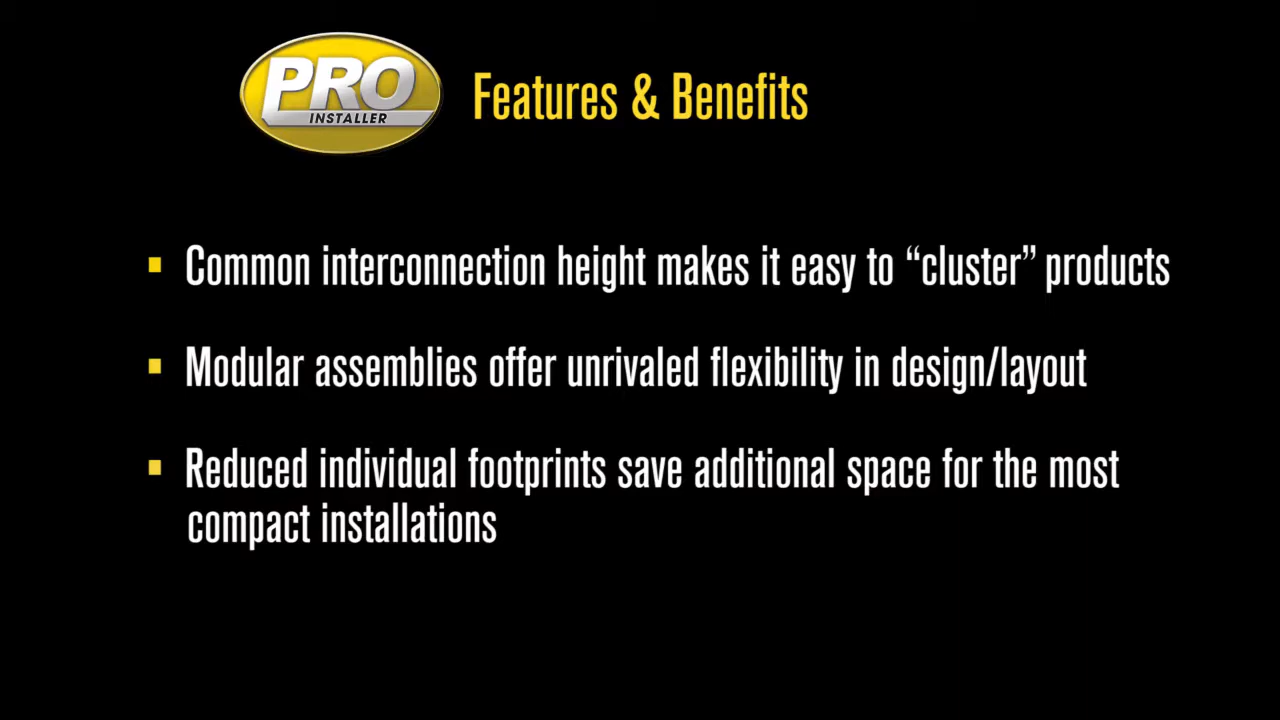 PRO
INSTALLER
Features & Benefits
▪ Common interconnection height makes it easy to “cluster” products
▪ Modular assemblies offer unrivaled flexibility in design/layout
▪ Reduced individual footprints save additional space for the most
compact installations